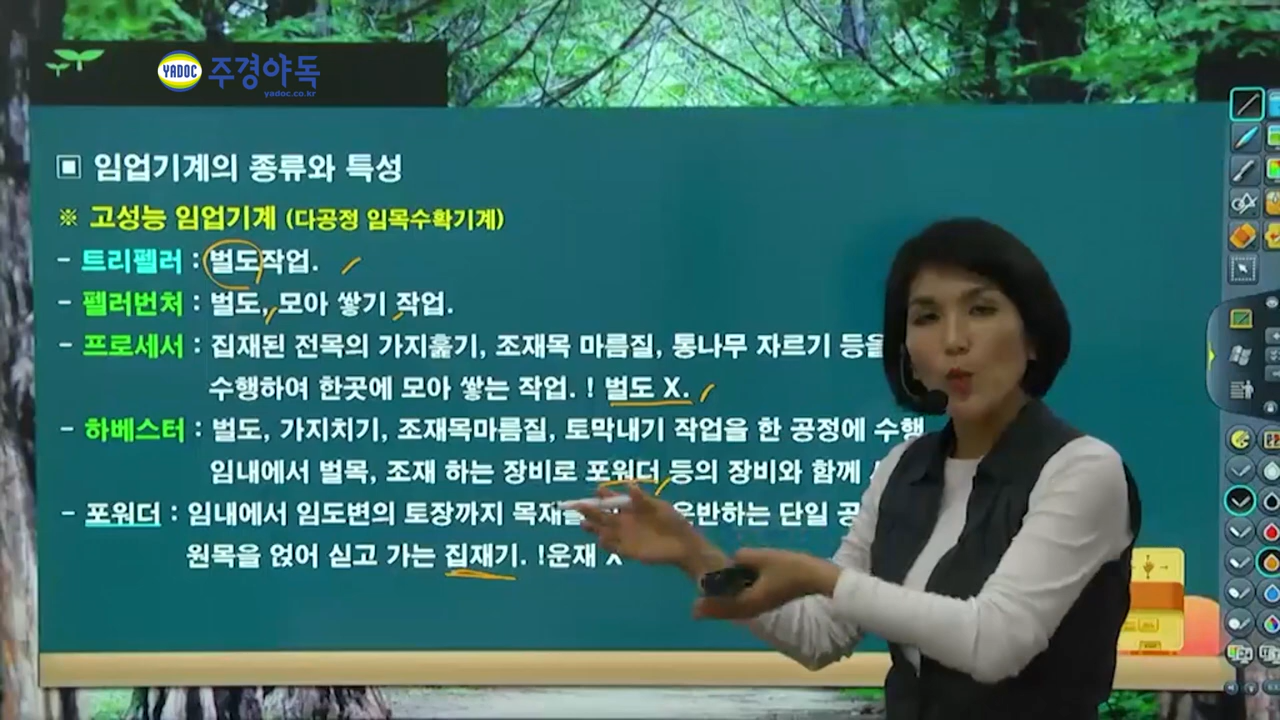 YADOC 주경야독
yadoc.co.kr
▣ 임업기계의 종류와 특성
※ 고성능 임업기계 (다공정 임목수확기계)
- 트리펠러 : 벌도작업.
- 펠러번처 : 벌도, 모아 쌓기 작업.
- 프로세서 : 집재된 전목의 가지훑기, 조재목 마름질, 통나무 자르기 등을
수행하여 한곳에 모아 쌓는 작업. ! 벌도 X.
- 하베스터 : 벌도, 가지치기, 조재목마름질, 토막내기 작업을 한 공정에 수행
임내에서 벌목, 조재 하는 장비로 포워더 등의 장비와 함께
- 포워더 : 임내에서 임도변의 토장까지 목재를 운반하는 단일
원목을 얹어 싣고 가는 집재기. !운재 X